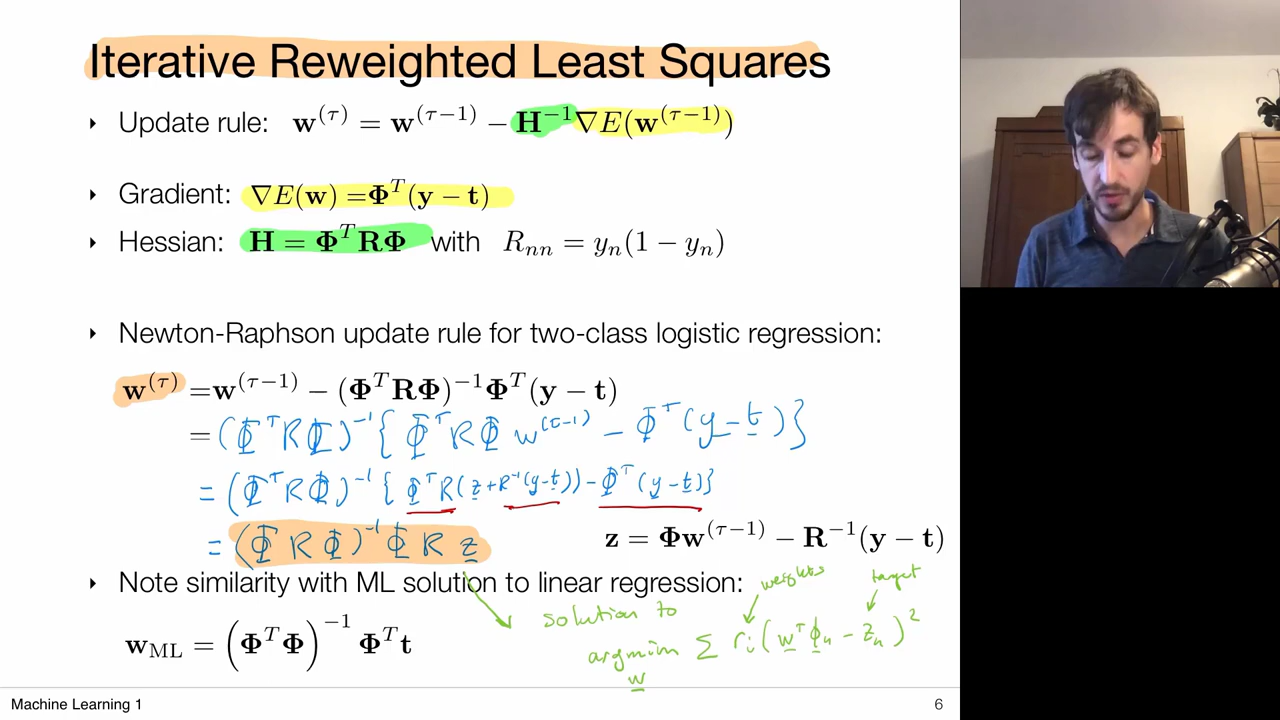 Iterative Reweighted Least Squares
‣ Update rule: w^(τ) = w^(τ−1) − H^−1 ∇E(w^(τ−1))
‣ Gradient: ∇E(w) = Φ^T(y − t)
‣ Hessian: H = Φ^T RΦ with R_nn = y_n(1 − y_n)
‣ Newton-Raphson update rule for two-class logistic regression:
w^(τ) = w^(τ−1) − (Φ^T RΦ)^−1 Φ^T(y − t)
= (Φ^T R Φ)^−1 { Φ^T R Φ w^(τ−1) − Φ^T (y − t) }
= (Φ^T R Φ)^−1 { Φ^T R (z + R^−1(y − t)) − Φ^T (y − t) }
= (Φ^T R Φ)^−1 Φ R z
z = Φw^(τ−1) − R^−1(y − t)
‣ Note similarity with ML solution to linear regression:
weights target
solution to
argmin Σ r_i (w^T ϕ_n − z_n)^2
w
w_ML = (Φ^T Φ)^−1 Φ^T t
Machine Learning 1 6